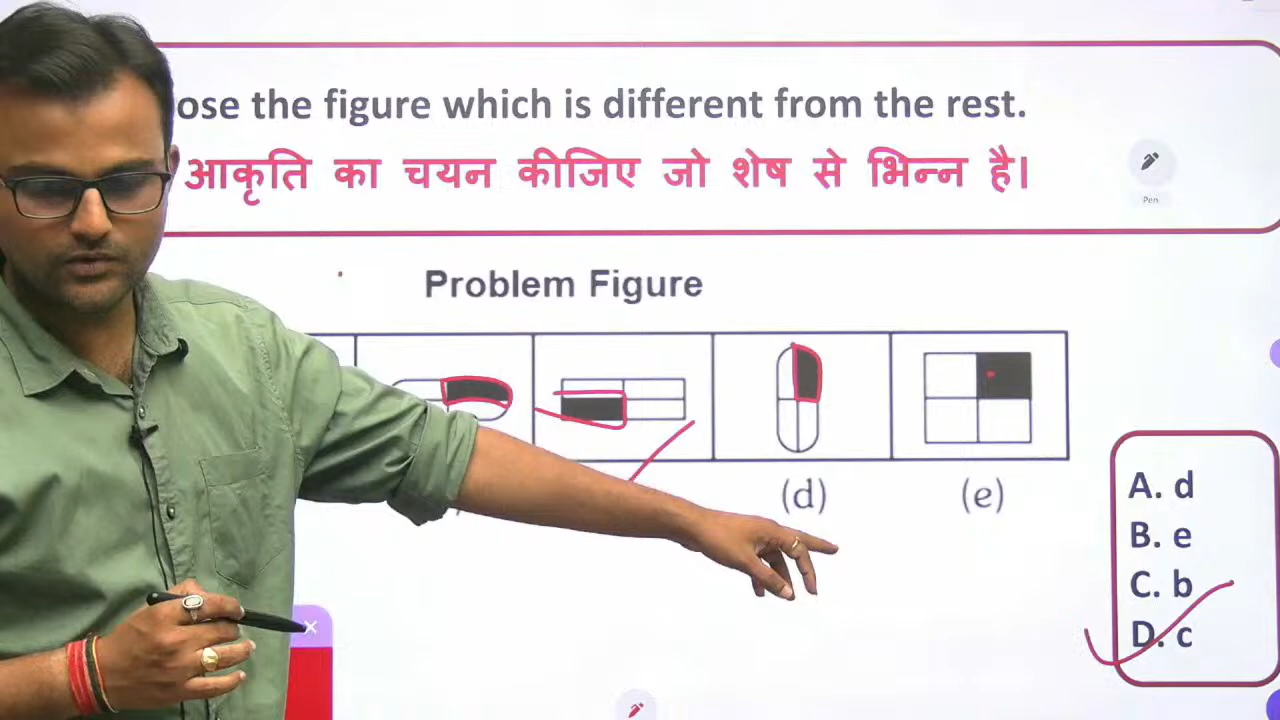 ose the figure which is different from the rest.
आकृति का चयन कीजिए जो शेष से भिन्न है।
Pen
Problem Figure
(d)
(e)
A. d
B. e
C. b
D. c